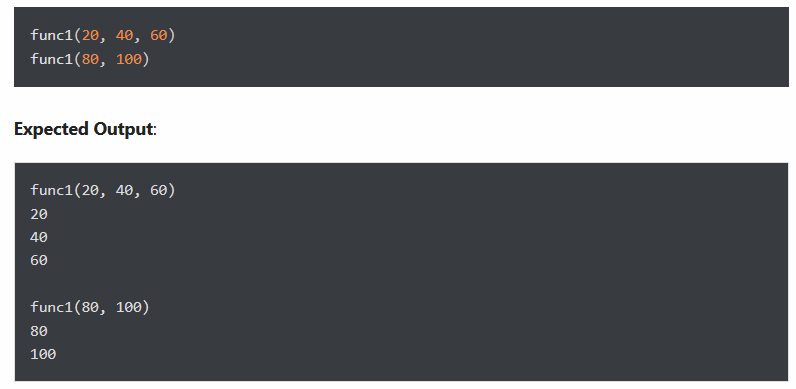 func1(20, 40, 60)
func1(80, 100)
Expected Output:
func1(20, 40, 60)
20
40
60
func1(80, 100)
80
100